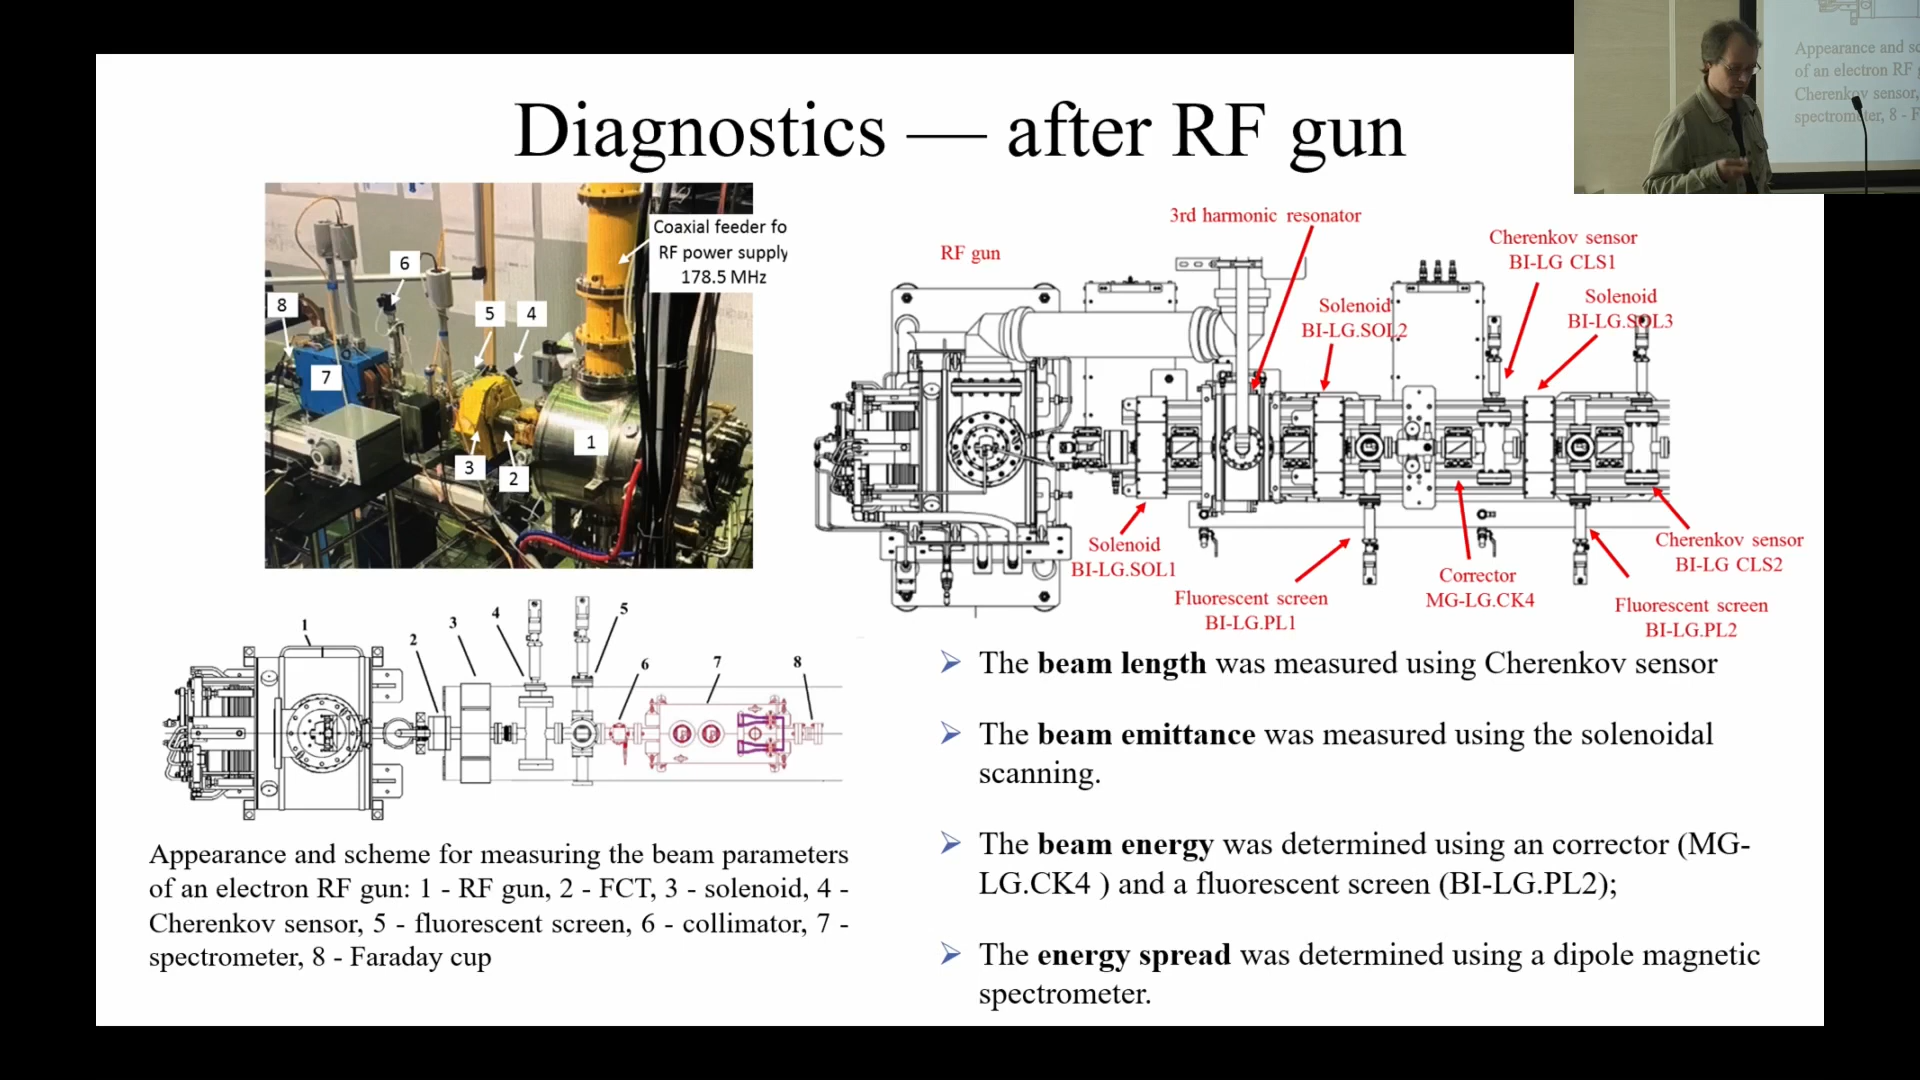 Diagnostics — after RF gun
Coaxial feeder fo
RF power supply
178.5 MHz
6
8
5
4
7
1
3
2
3rd harmonic resonator
RF gun
Cherenkov sensor
BI-LG CLS1
Solenoid
BI-LG.SOL2
Solenoid
BI-LG.SOL3
Solenoid
BI-LG.SOL1
Fluorescent screen
BI-LG.PL1
Corrector
MG-LG.CK4
Cherenkov sensor
BI-LG CLS2
Fluorescent screen
BI-LG.PL2
1
2
3
4
5
6
7
8
Appearance and scheme for measuring the beam parameters
of an electron RF gun: 1 - RF gun, 2 - FCT, 3 - solenoid, 4 -
Cherenkov sensor, 5 - fluorescent screen, 6 - collimator, 7 -
spectrometer, 8 - Faraday cup
➢ The beam length was measured using Cherenkov sensor
➢ The beam emittance was measured using the solenoidal
scanning.
➢ The beam energy was determined using an corrector (MG-
LG.CK4 ) and a fluorescent screen (BI-LG.PL2);
➢ The energy spread was determined using a dipole magnetic
spectrometer.
Appearance and sc
of an electron RF g
Cherenkov sensor,
spectrometer, 8 - F